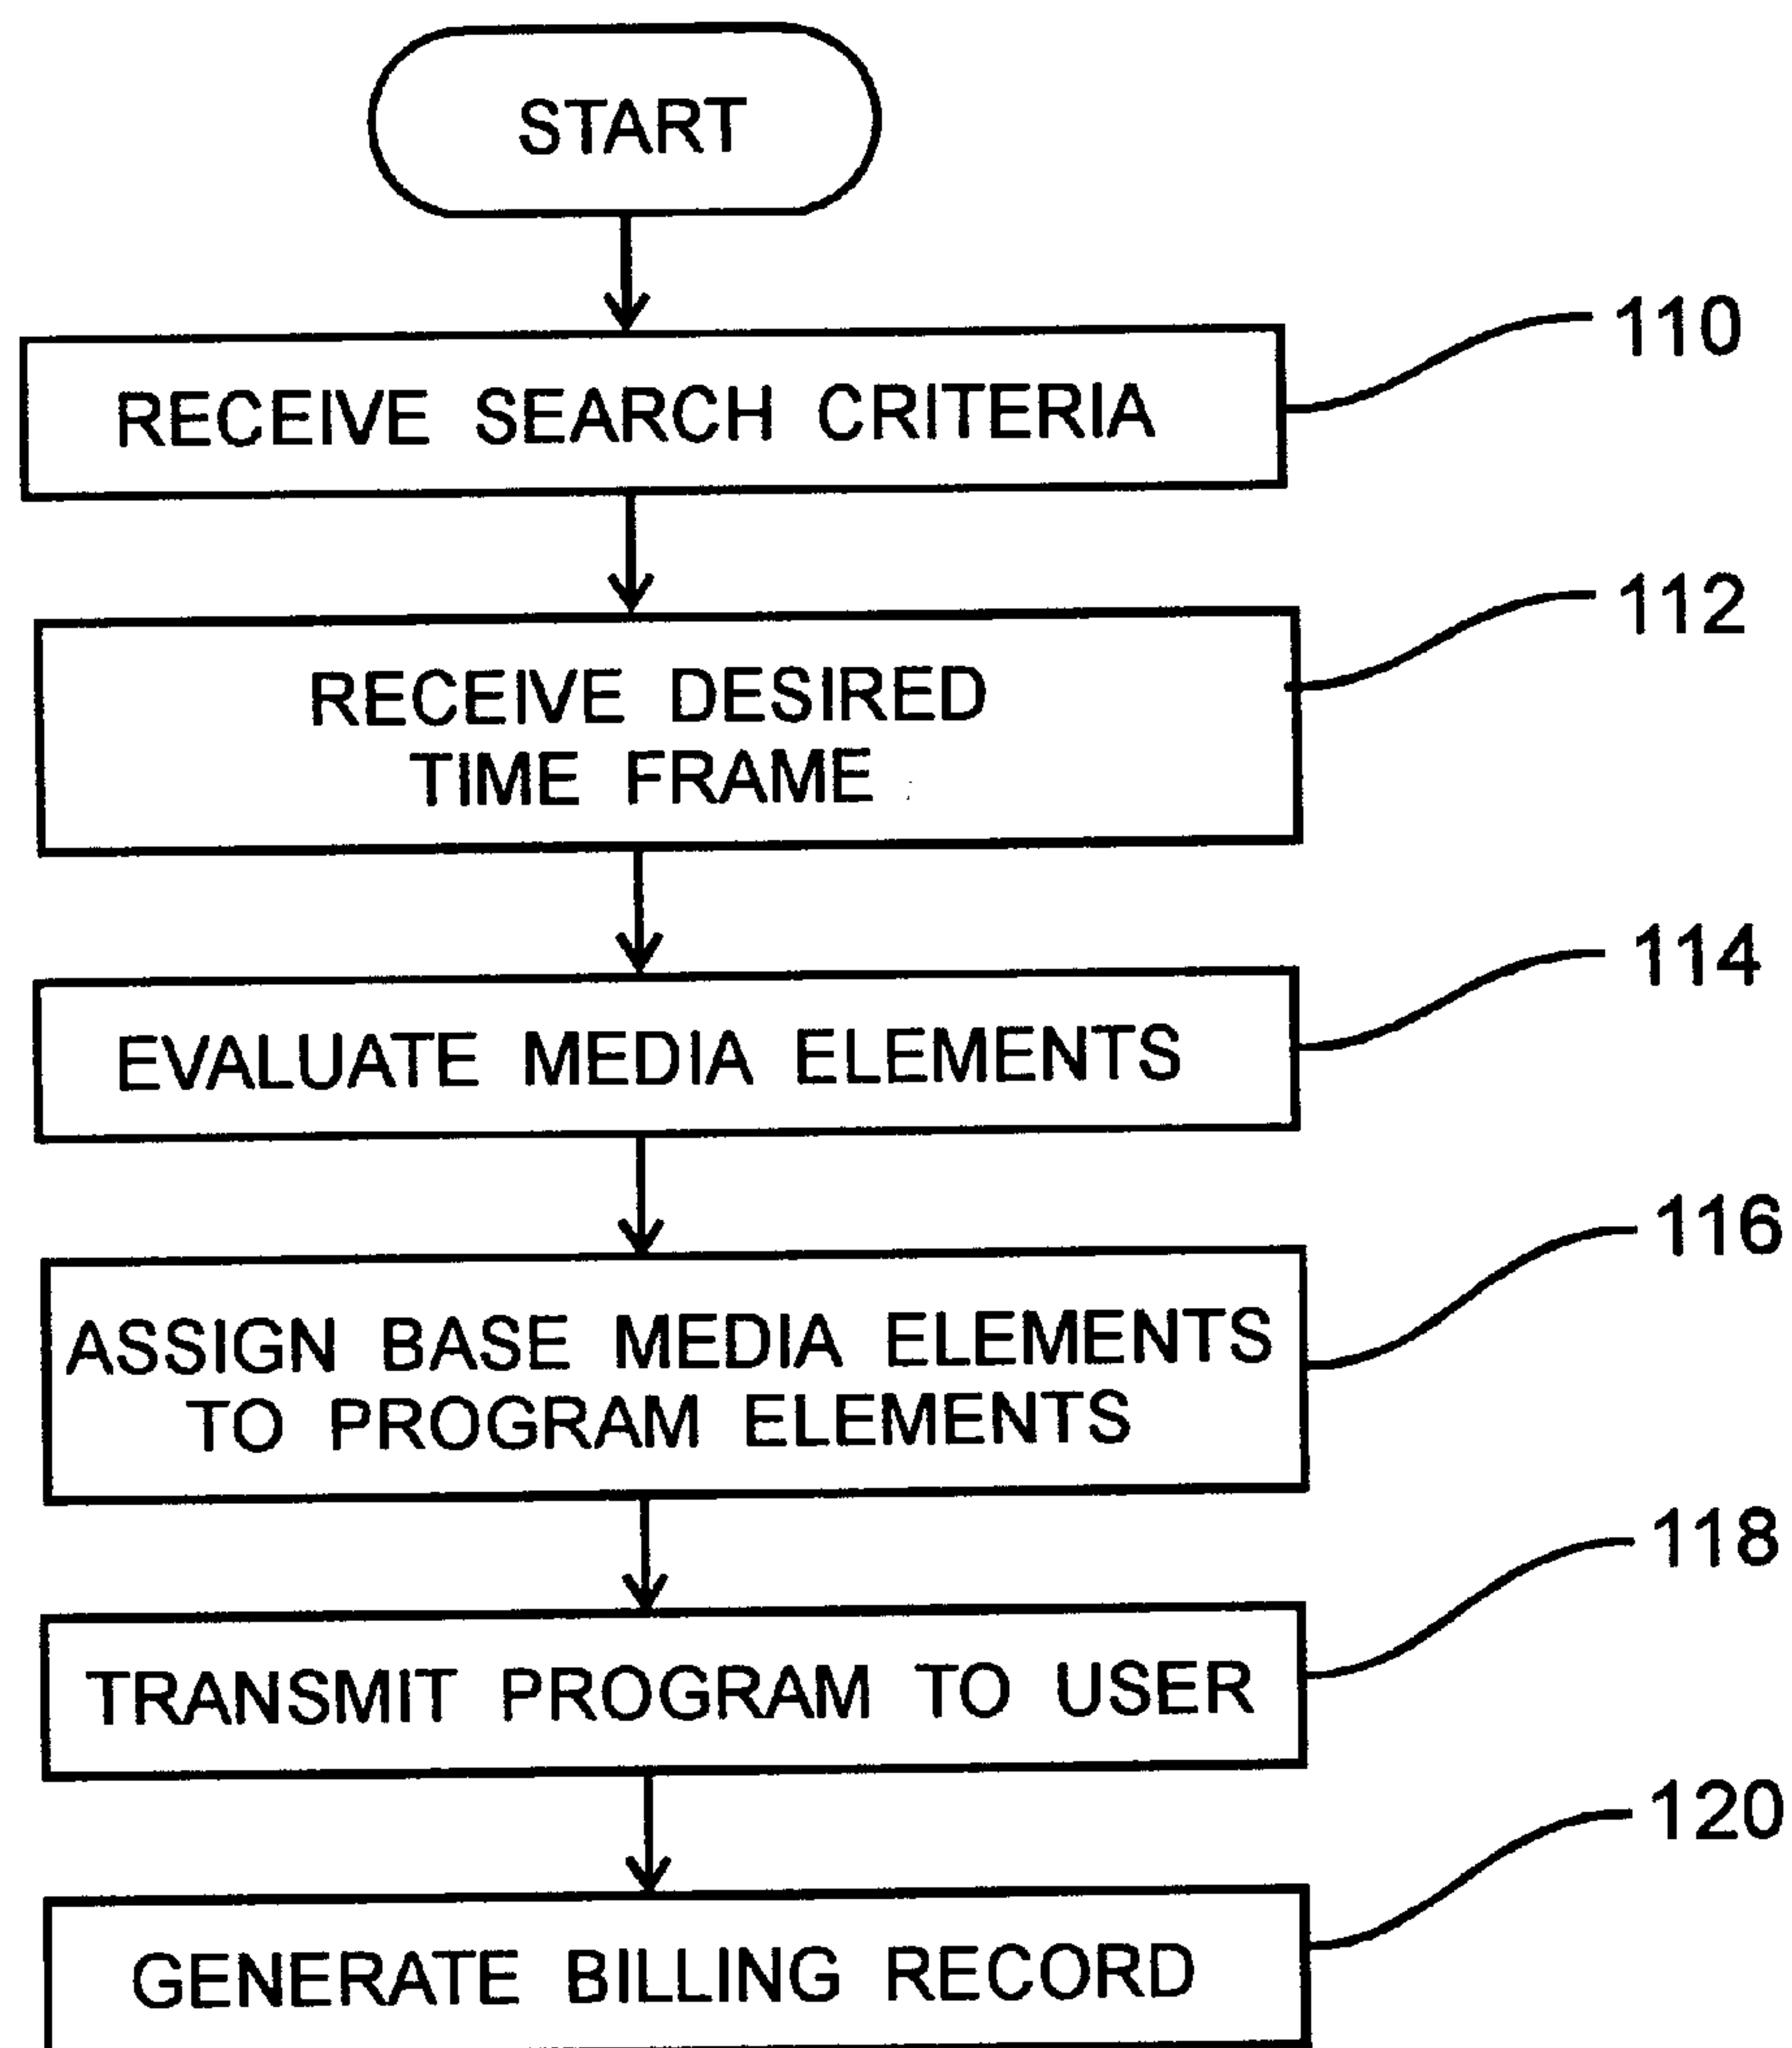 START
110
RECEIVE SEARCH CRITERIA
112
RECEIVE DESIRED
TIME FRAME
114
EVALUATE MEDIA ELEMENTS
116
ASSIGN BASE MEDIA ELEMENTS
TO PROGRAM ELEMENTS
118
TRANSMIT PROGRAM TO USER
120
GENERATE BILLING RECORD